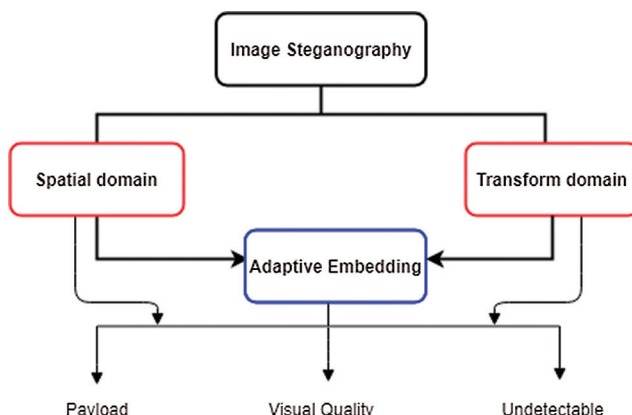 Image Steganography
Spatial domain
Transform domain
Adaptive Embedding
Payload
Visual Quality
Undetectable